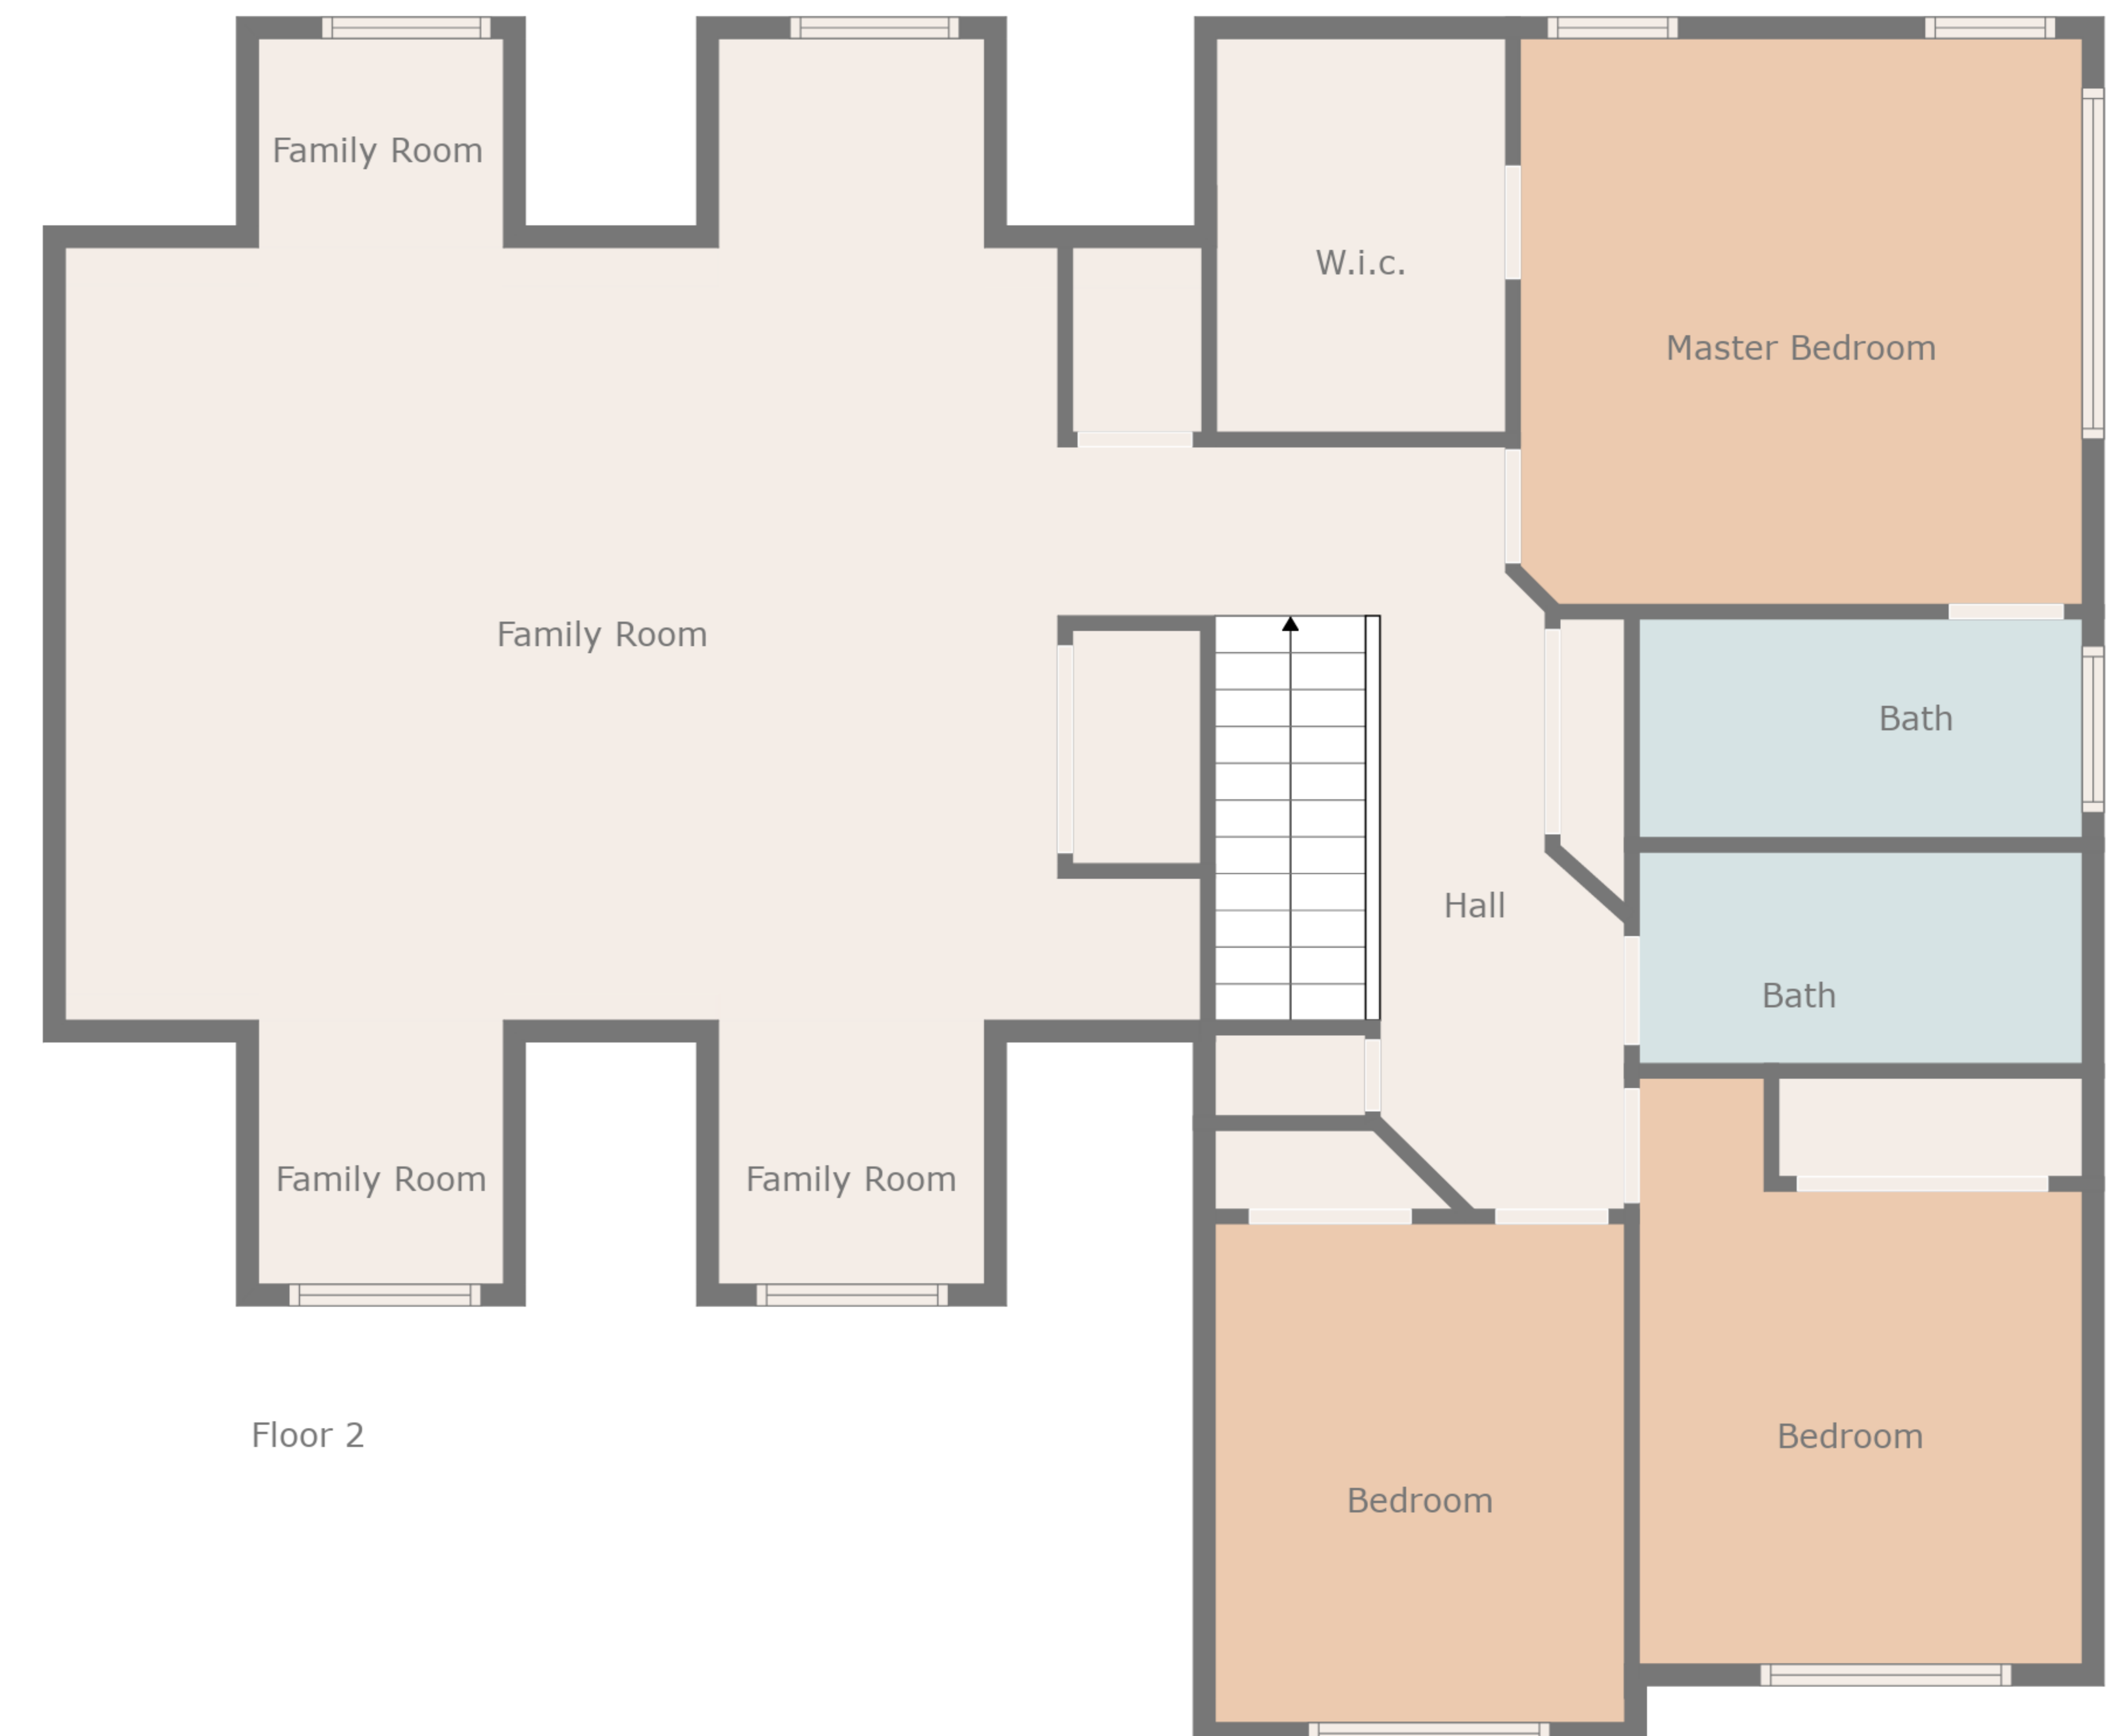 Family Room
W.i.c.
Master Bedroom
Family Room
Bath
Hall
Bath
Family Room
Family Room
Floor 2
Bedroom
Bedroom